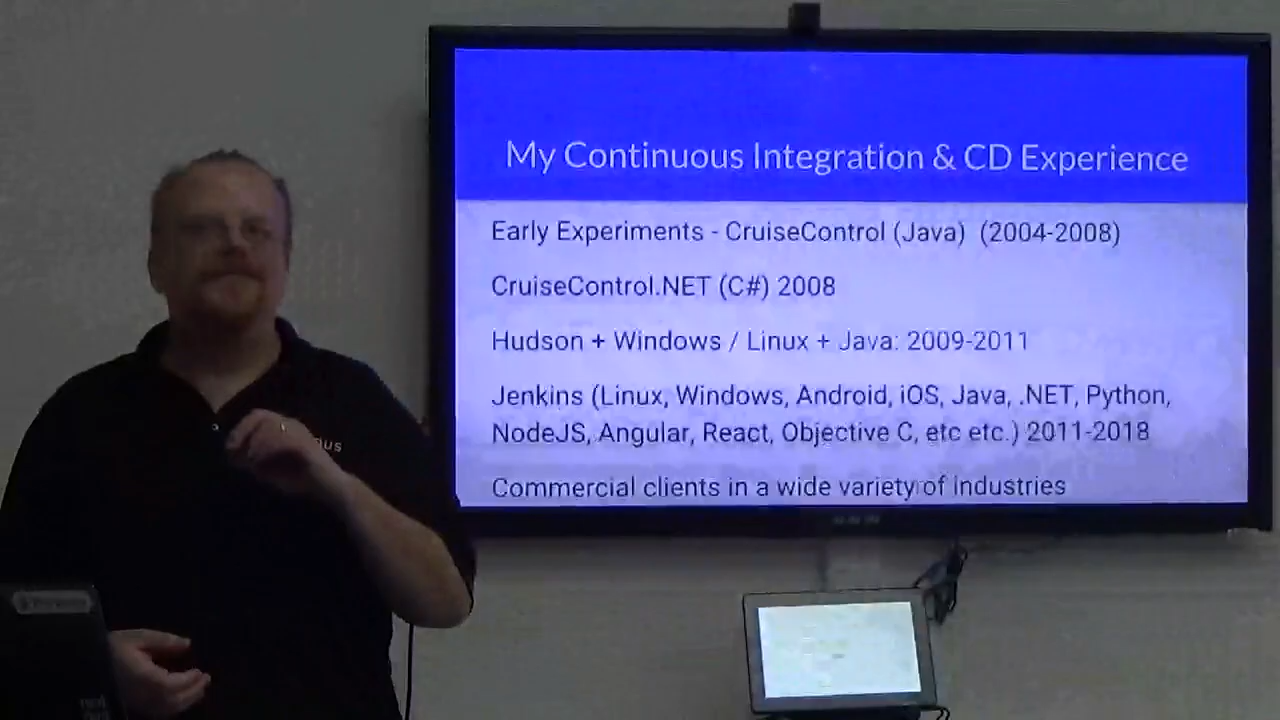 My Continuous Integration & CD Experience
Early Experiments - CruiseControl (Java) (2004-2008)
CruiseControl.NET (C#) 2008
Hudson + Windows / Linux + Java: 2009-2011
Jenkins (Linux, Windows, Android, iOS, Java, .NET, Python,
NodeJS, Angular, React, Objective C, etc etc.) 2011-2018
Commercial clients in a wide variety of Industries